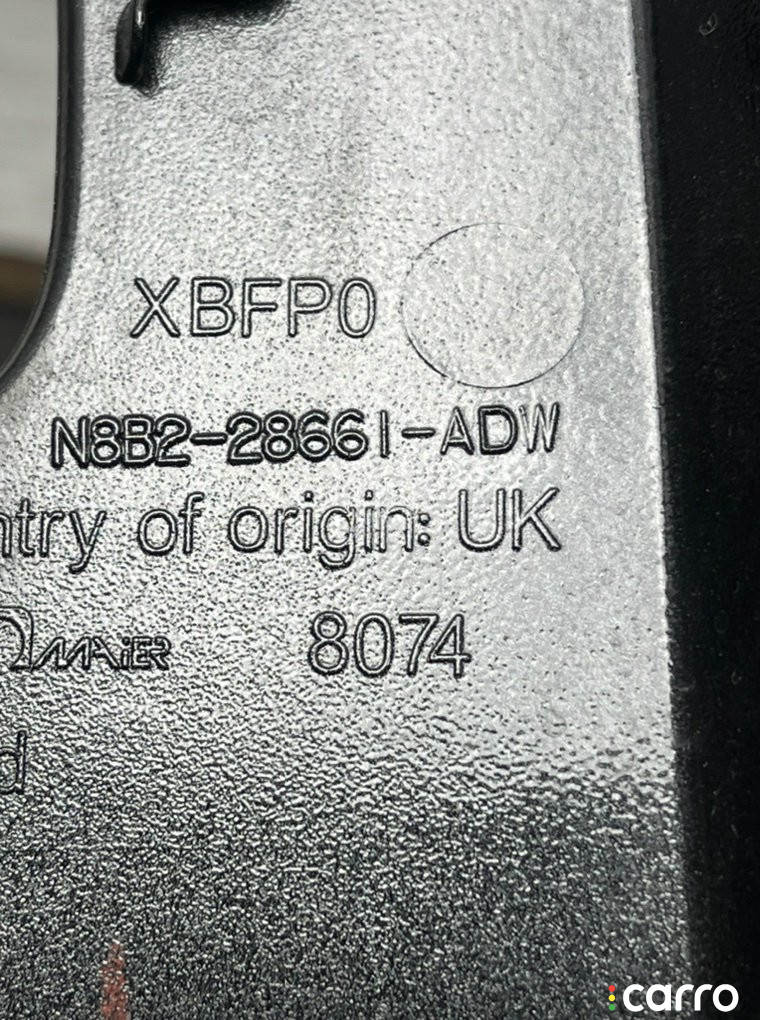 XBFP0
N8B2-28661-ADW
ntry of origin: UK
MAiER 8074
d
carro